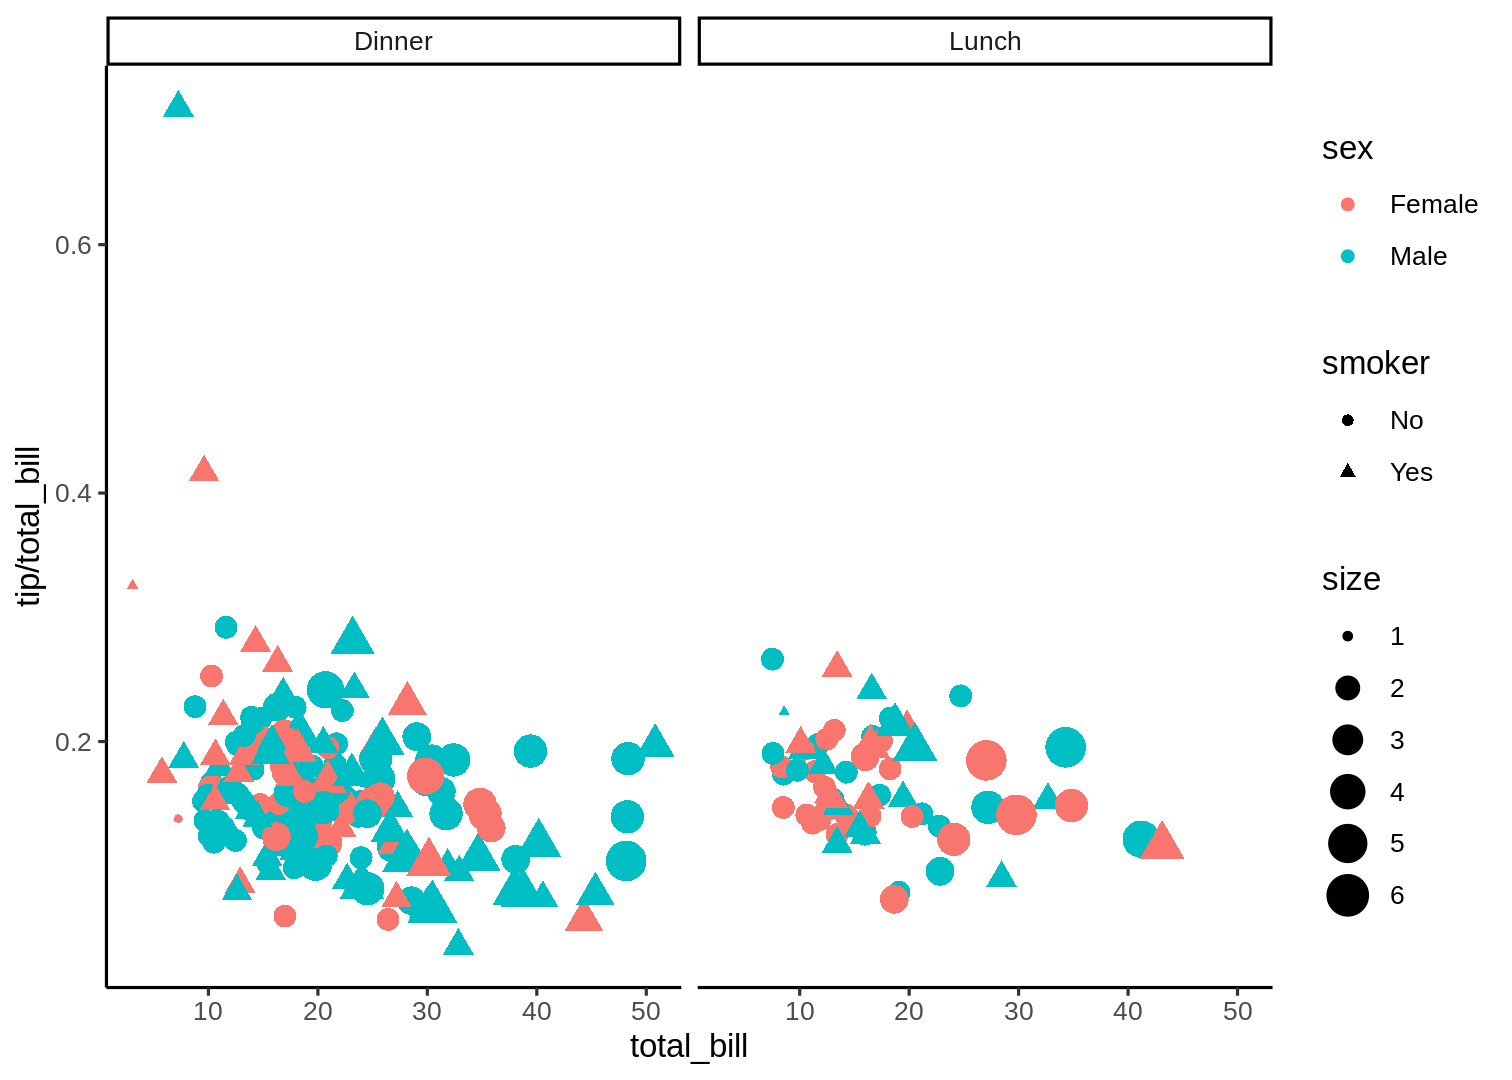 Dinner
Lunch
0.6
0.4
0.2
tip/total_bill
10 20 30 40 50
10 20 30 40 50
total_bill
sex
Female
Male
smoker
No
Yes
size
1
2
3
4
5
6